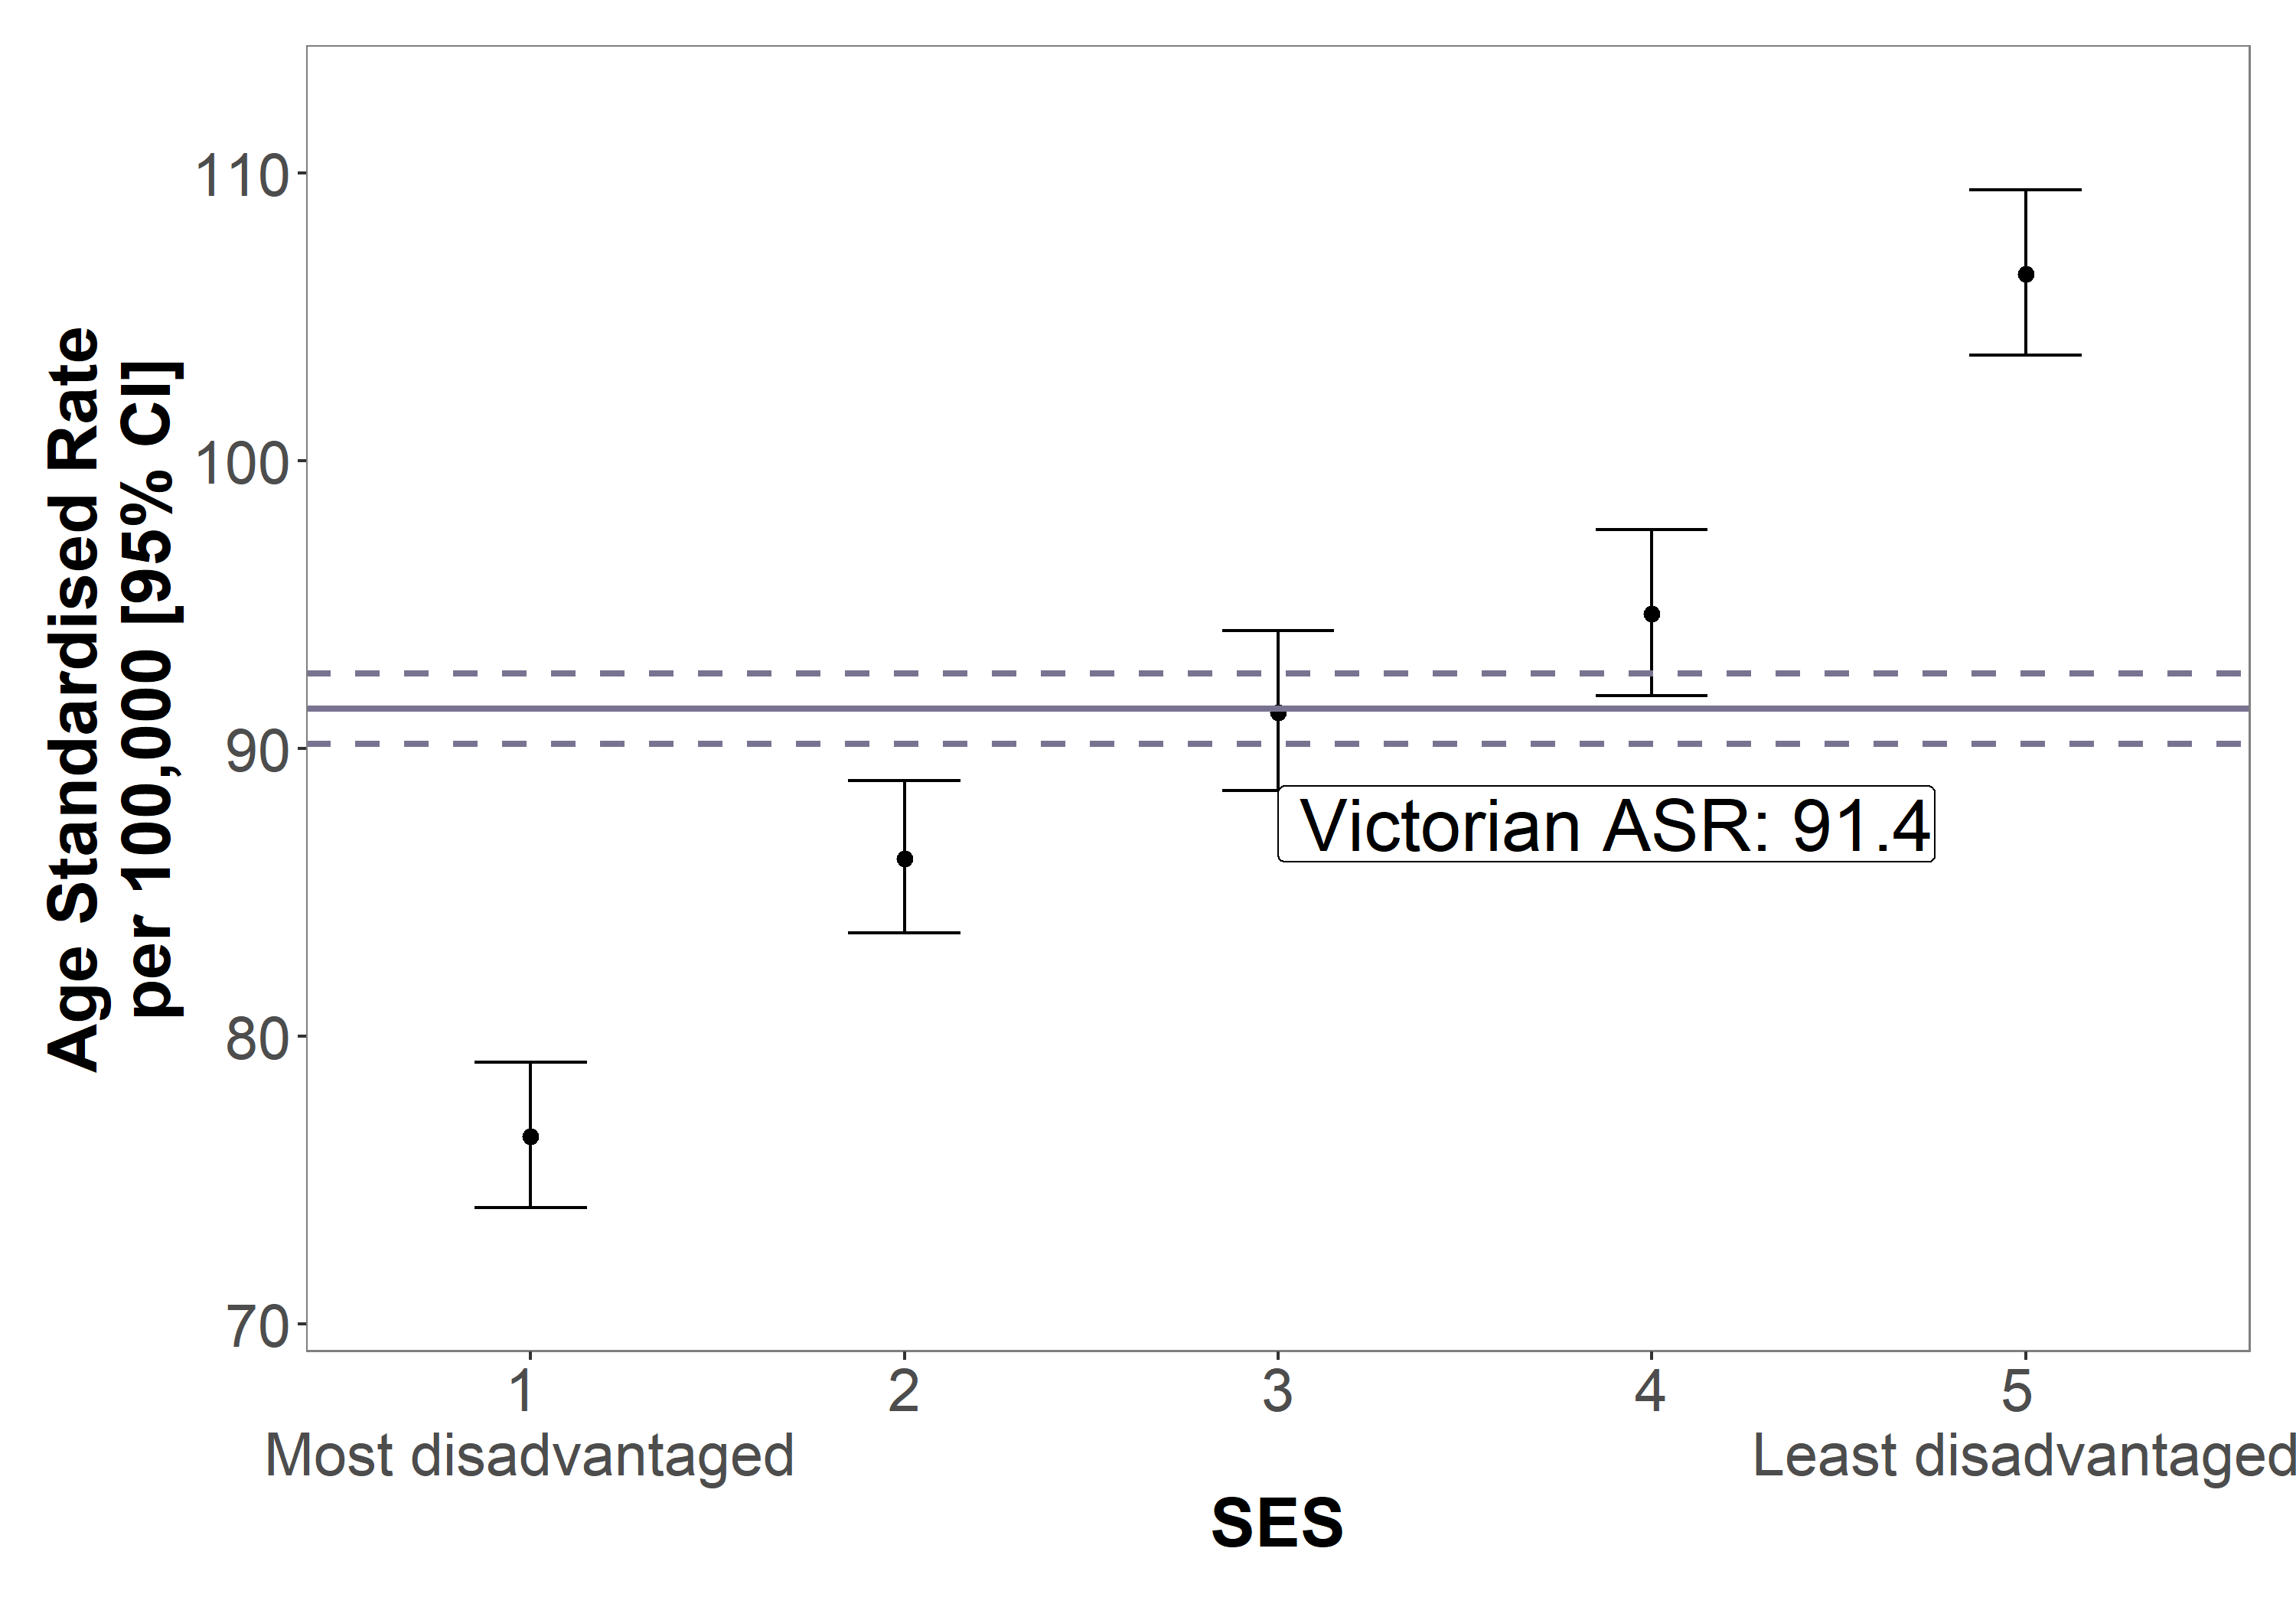 Age Standardised Rate
per 100,000 [95% CI]
110
100
90
80
70
Victorian ASR: 91.4
1
2
3
4
5
Most disadvantaged
Least disadvantaged
SES